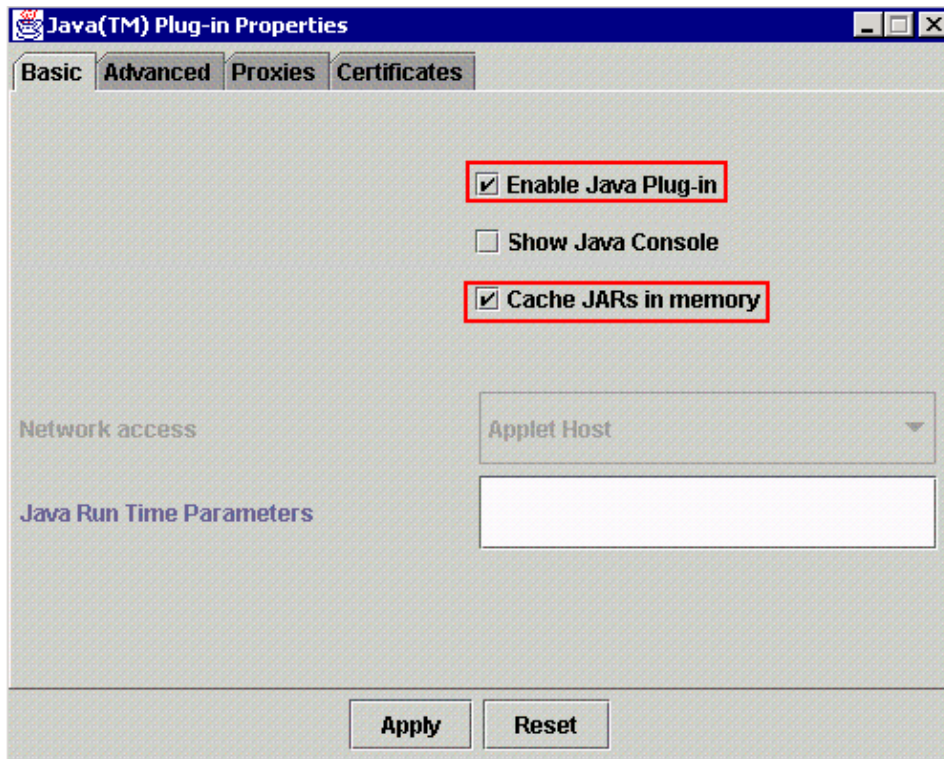 Java(TM) Plug-in Properties
Basic Advanced Proxies Certificates
Enable Java Plug-in
Show Java Console
Cache JARs in memory
Network access Applet Host
Java Run Time Parameters
Apply Reset